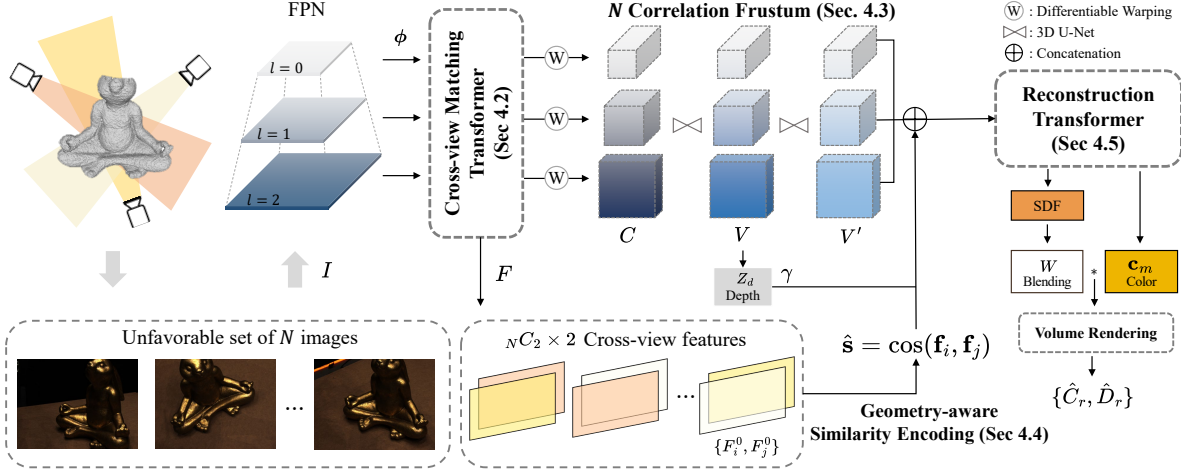 FPN
l = 0
l = 1
l = 2
ϕ
Cross-view Matching
Transformer
(Sec 4.2)
W
W
W
N Correlation Frustum (Sec. 4.3)
C
V
V′
W : Differentiable Warping
: 3D U-Net
⊕ : Concatenation
Reconstruction
Transformer
(Sec 4.5)
SDF
W
Blending
*
c_m
Color
Volume Rendering
{Ĉ_r, D̂_r}
I
F
Z_d
Depth
γ
Unfavorable set of N images
...
_N C_2 × 2 Cross-view features
...
{F_i^0, F_j^0}
ŝ = cos(f_i, f_j)
Geometry-aware
Similarity Encoding (Sec 4.4)